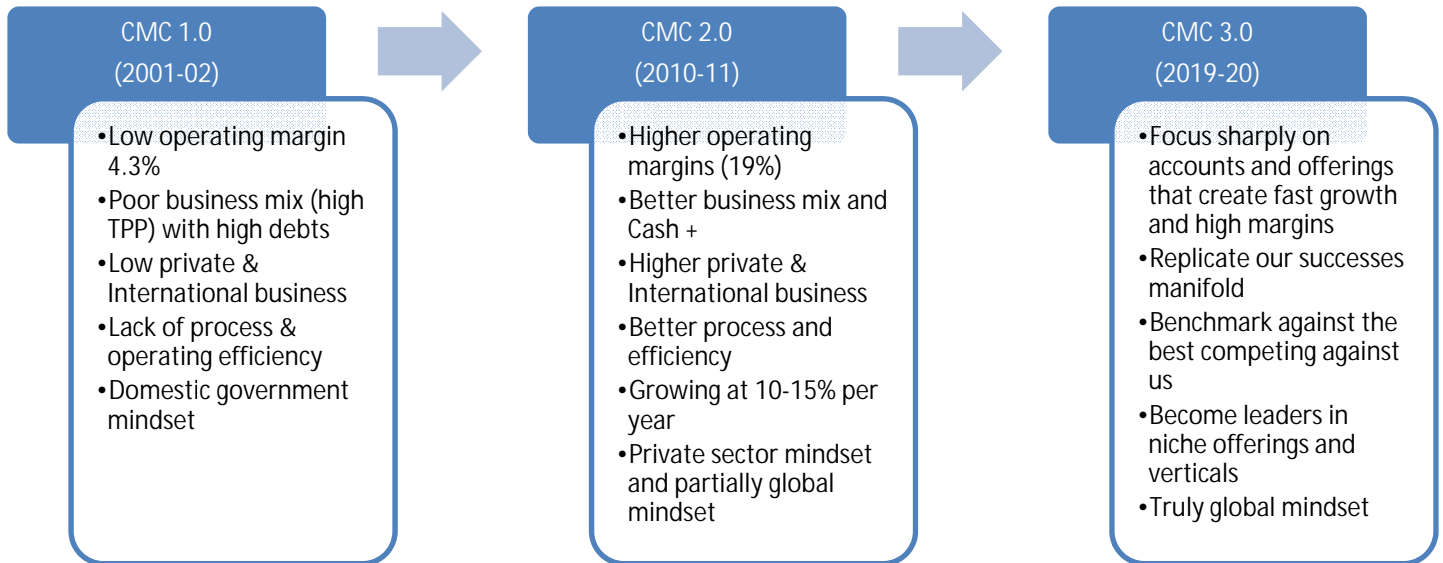 CMC 1.0
(2001-02)
•Low operating margin
4.3%
•Poor business mix (high
TPP) with high debts
•Low private &
International business
•Lack of process &
operating efficiency
•Domestic government
mindset
CMC 2.0
(2010-11)
•Higher operating
margins (19%)
•Better business mix and
Cash +
•Higher private &
International business
•Better process and
efficiency
•Growing at 10-15% per
year
•Private sector mindset
and partially global
mindset
CMC 3.0
(2019-20)
•Focus sharply on
accounts and offerings
that create fast growth
and high margins
•Replicate our successes
manifold
•Benchmark against the
best competing against
us
•Become leaders in
niche offerings and
verticals
•Truly global mindset